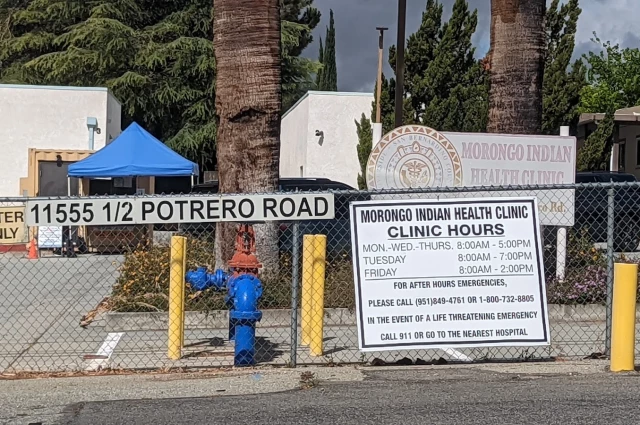 MORONGO INDIAN
HEALTH CLINIC
Rd.
11555 1/2 POTRERO ROAD
MORONGO INDIAN HEALTH CLINIC
CLINIC HOURS
MON.-WED.-THURS. 8:00AM - 5:00PM
TUESDAY 8:00AM - 7:00PM
FRIDAY 8:00AM - 2:00PM
FOR AFTER HOURS EMERGENCIES,
PLEASE CALL (951)849-4761 OR 1-800-732-8805
IN THE EVENT OF A LIFE THREATENING EMERGENCY
CALL 911 OR GO TO THE NEAREST HOSPITAL